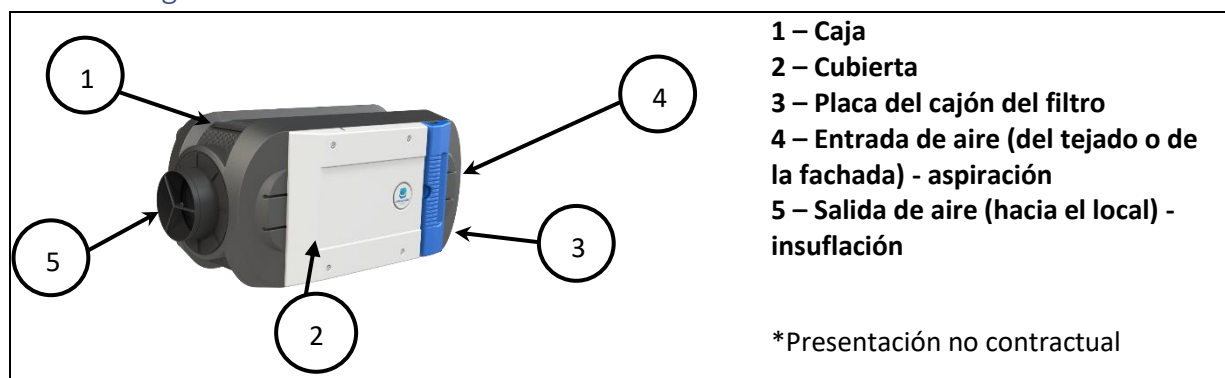 1 – Caja
2 – Cubierta
3 – Placa del cajón del filtro
4 – Entrada de aire (del tejado o de
la fachada) - aspiración
5 – Salida de aire (hacia el local) -
insuflación
*Presentación no contractual
1
4
5
3
2